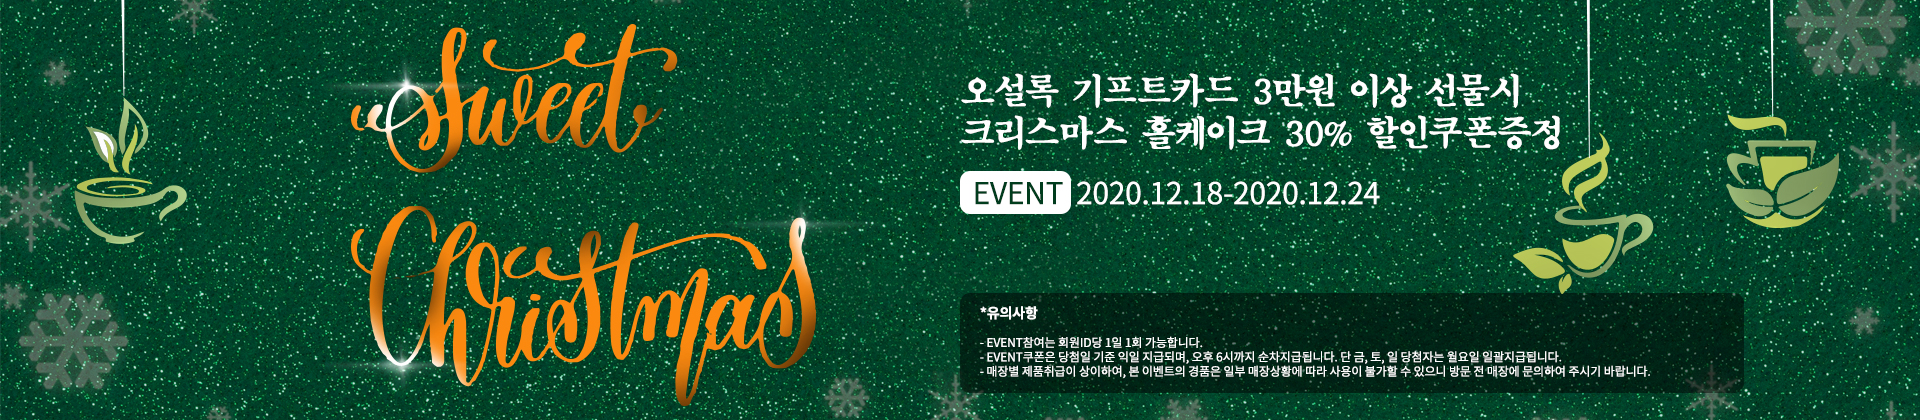 Sweet
Christmas
오설록 기프트카드 3만원 이상 선물시
크리스마스 홀케이크 30% 할인쿠폰증정
EVENT 2020.12.18-2020.12.24
*유의사항
- EVENT참여는 회원ID당 1일 1회 가능합니다.
- EVENT쿠폰은 당첨일 기준 익일 지급되며, 오후 6시까지 순차지급됩니다. 단 금, 토, 일 당첨자는 월요일 일괄지급됩니다.
- 매장별 제품취급이 상이하여, 본 이벤트의 경품은 일부 매장상황에 따라 사용이 불가할 수 있으니 방문 전 매장에 문의하여 주시기 바랍니다.